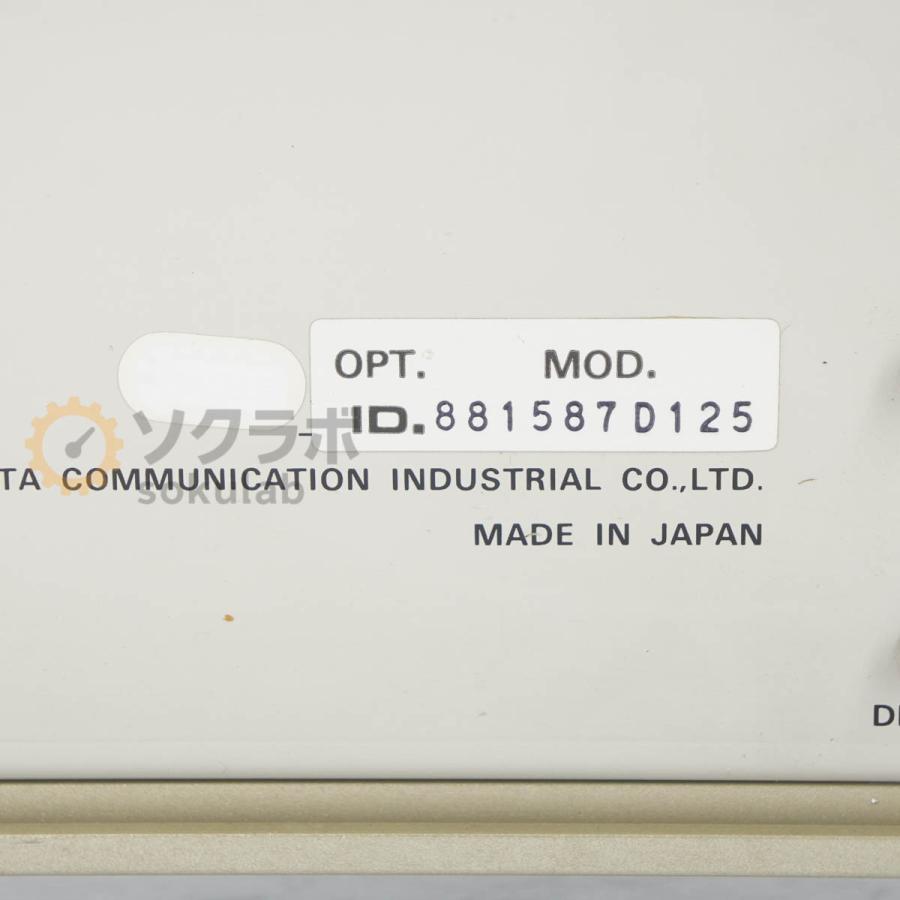 OPT. MOD.
ID. 881587D125
ソクラボ
sokulab
TA COMMUNICATION INDUSTRIAL CO.,LTD.
MADE IN JAPAN